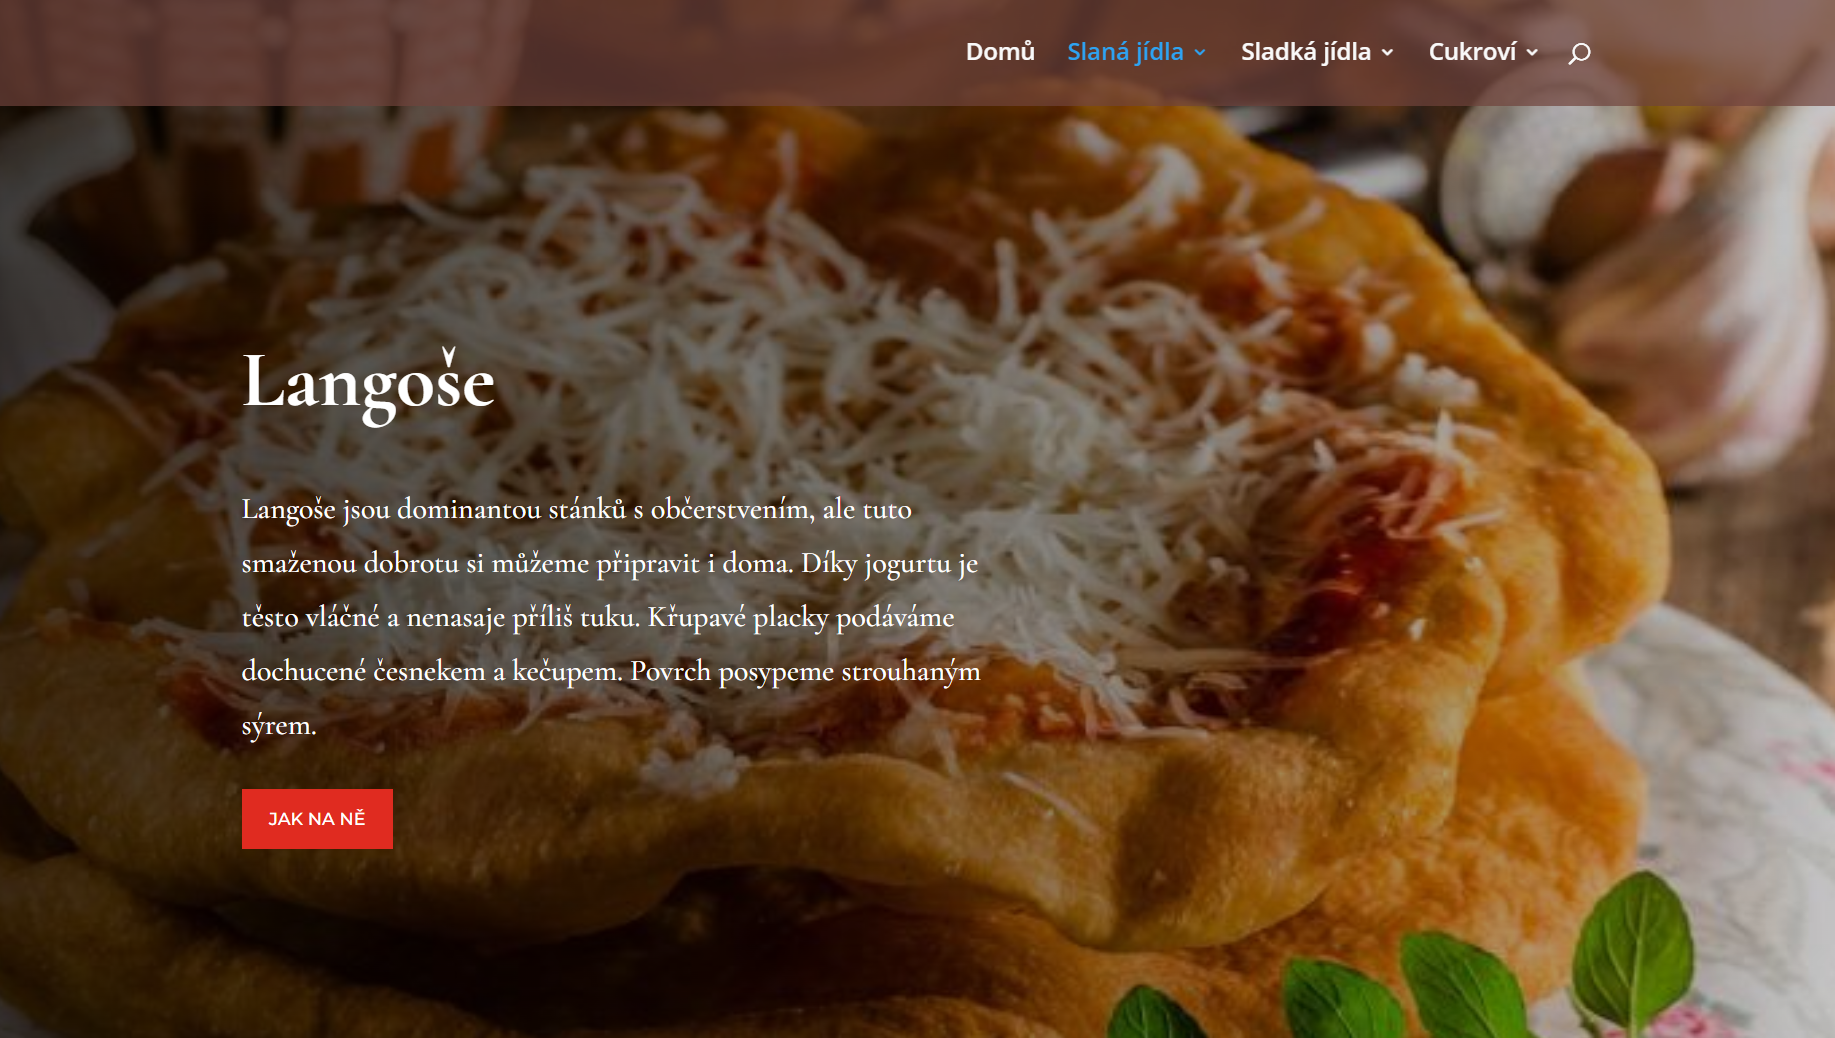 Domů Slaná jídla Sladká jídla Cukroví
Langoše
Langoše jsou dominantou stánků s občerstvením, ale tuto
smaženou dobrotu si můžeme připravit i doma. Díky jogurtu je
těsto vláčné a nenasaje příliš tuku. Křupavé placky podáváme
dochucené česnekem a kečupem. Povrch posypeme strouhaným
sýrem.
JAK NA NĚ